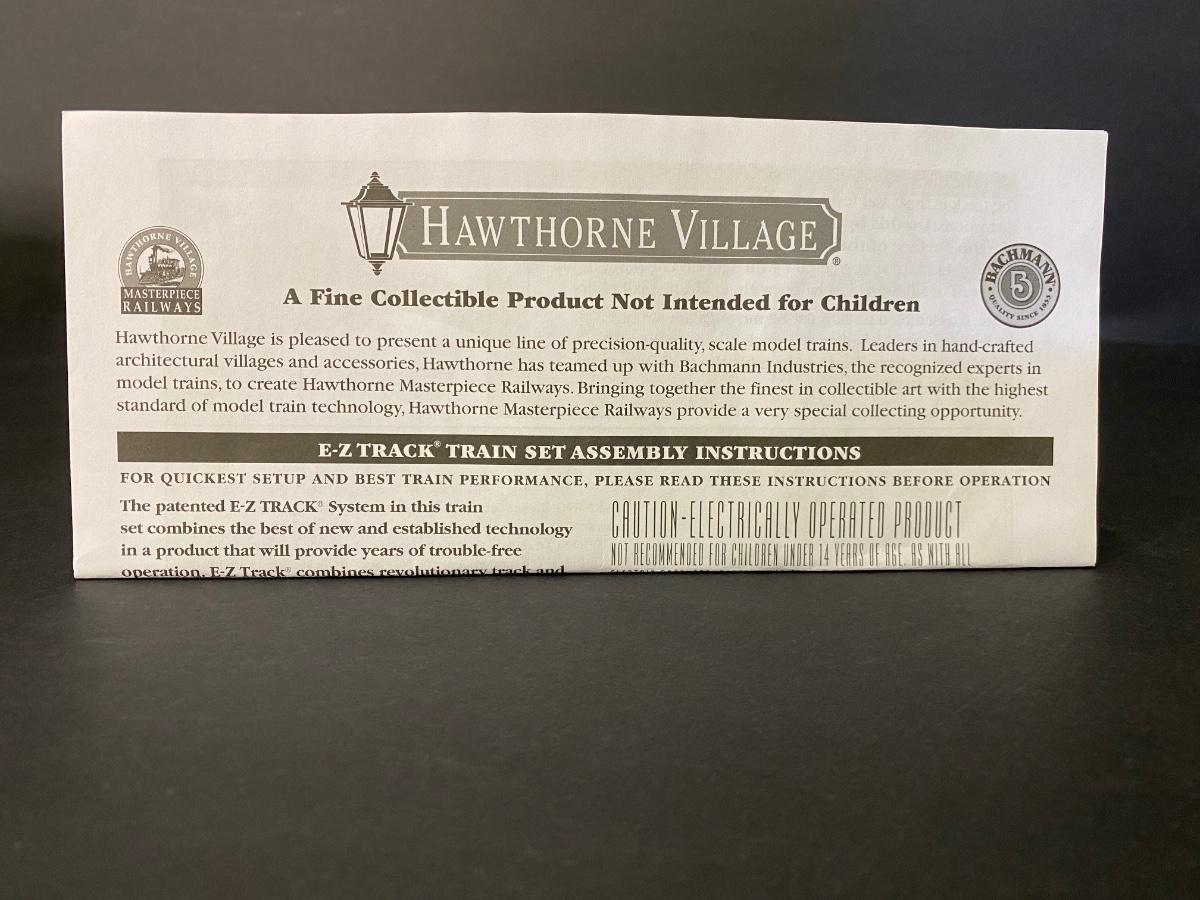 HAWTHORNE VILLAGE®
HAWTHORNE VILLAGE
MASTERPIECE
RAILWAYS
BACHMANN
B
QUALITY SINCE 1833
A Fine Collectible Product Not Intended for Children
Hawthorne Village is pleased to present a unique line of precision-quality, scale model trains. Leaders in hand-crafted
architectural villages and accessories, Hawthorne has teamed up with Bachmann Industries, the recognized experts in
model trains, to create Hawthorne Masterpiece Railways. Bringing together the finest in collectible art with the highest
standard of model train technology, Hawthorne Masterpiece Railways provide a very special collecting opportunity.
E-Z TRACK® TRAIN SET ASSEMBLY INSTRUCTIONS
FOR QUICKEST SETUP AND BEST TRAIN PERFORMANCE, PLEASE READ THESE INSTRUCTIONS BEFORE OPERATION
The patented E-Z TRACK® System in this train
set combines the best of new and established technology
in a product that will provide years of trouble-free
operation. E-Z Track® combines revolutionary track and
CAUTION-ELECTRICALLY OPERATED PRODUCT
NOT RECOMMENDED FOR CHILDREN UNDER 14 YEARS OF AGE. AS WITH ALL